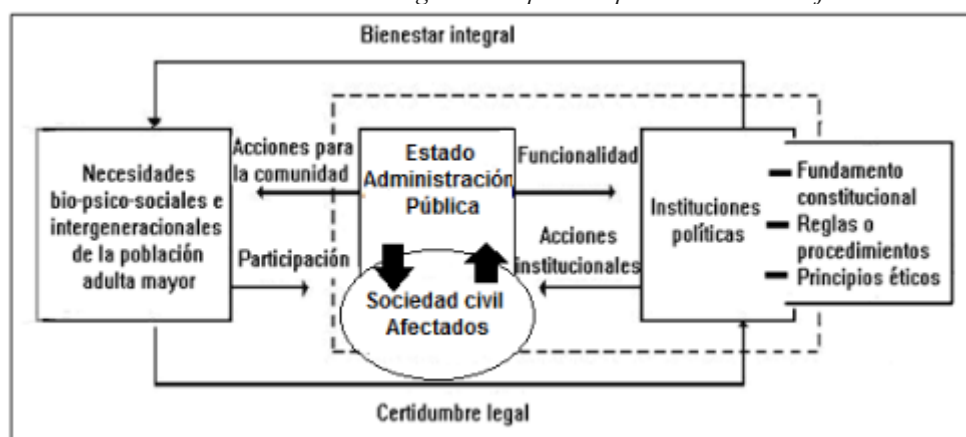 Bienestar integral
Necesidades
bio-psico-sociales e
intergeneracionales
de la población
adulta mayor
Acciones para
la comunidad
Participación
Estado
Administración
Pública
Sociedad civil
Afectados
Funcionalidad
Acciones
institucionales
Instituciones
políticas
Fundamento
constitucional
Reglas o
procedimientos
Principios éticos
Certidumbre legal